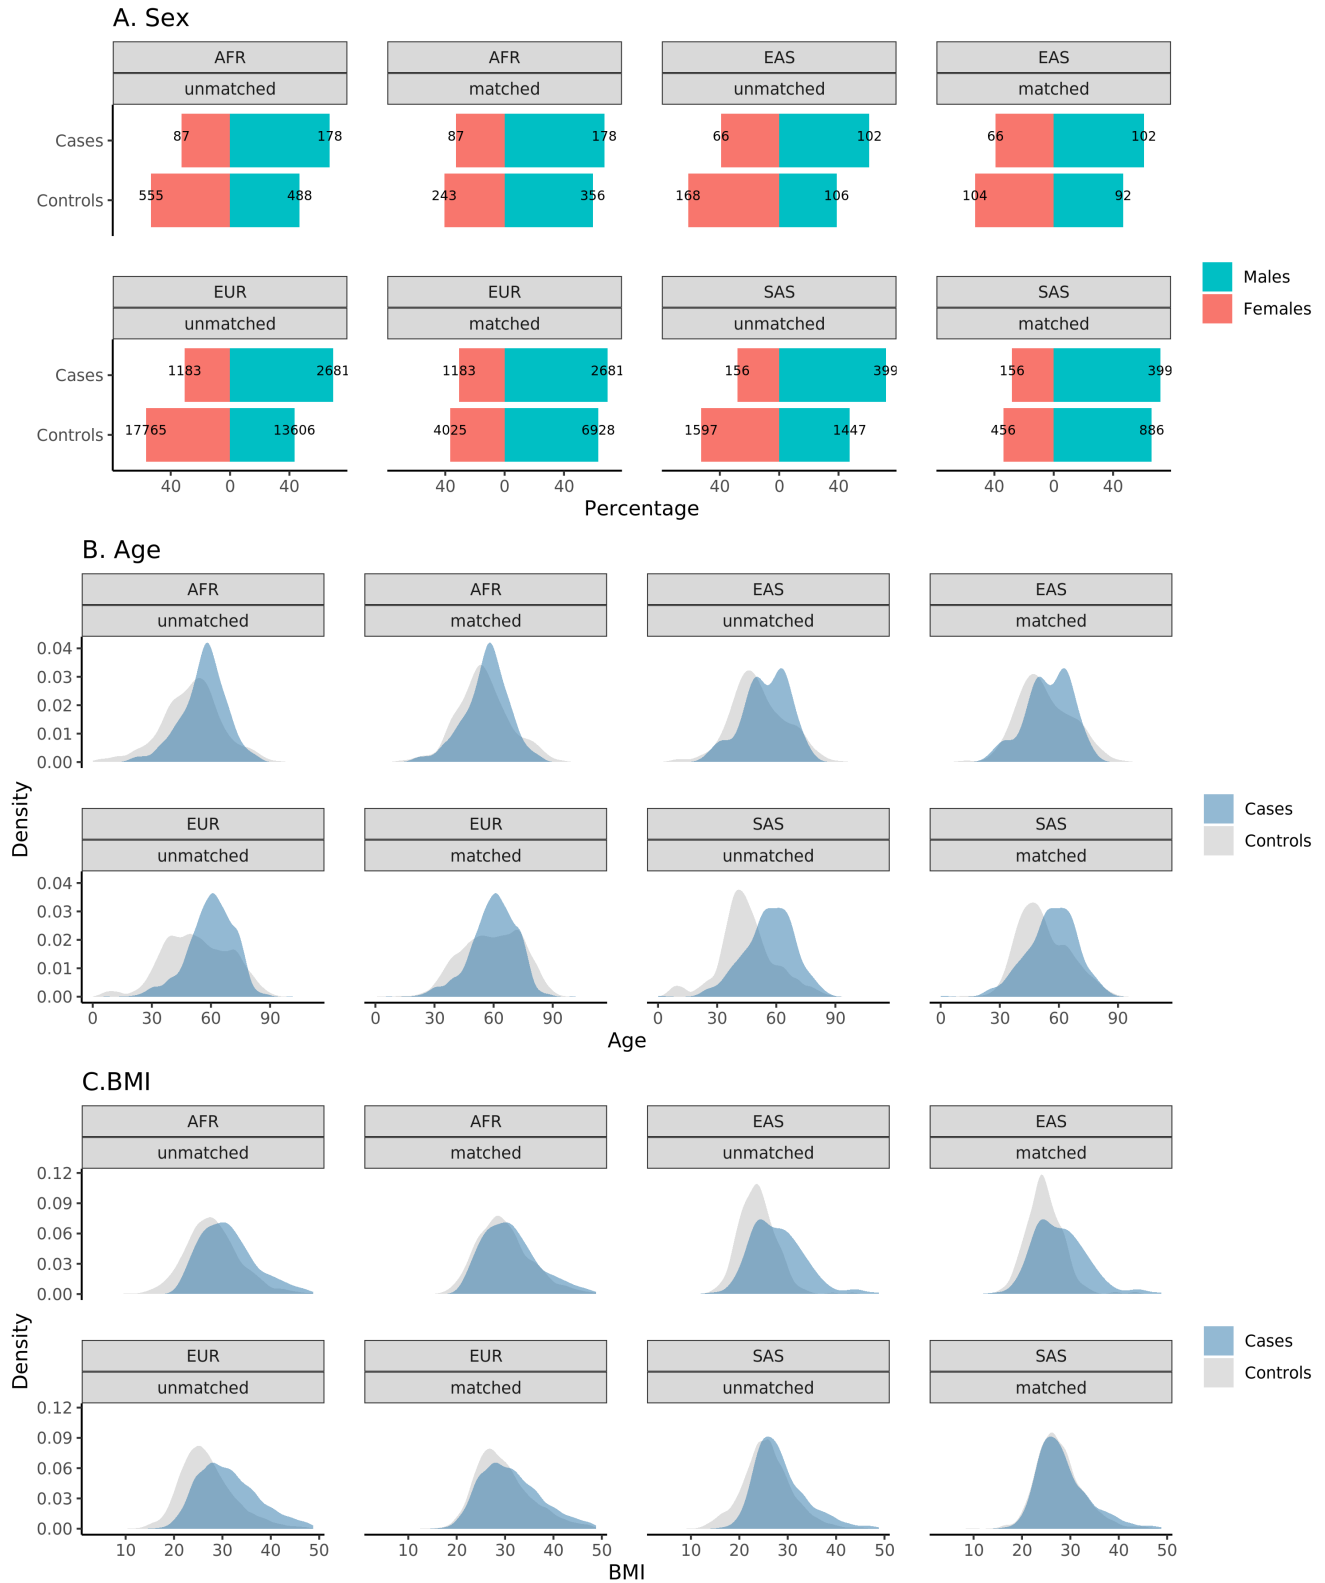 A. Sex
AFR AFR EAS EAS
unmatched matched unmatched matched
Cases 87 178 87 178 66 102 66 102
Controls 555 488 243 356 168 106 104 92
EUR EUR SAS SAS
unmatched matched unmatched matched
Cases 1183 2681 1183 2681 156 399 156 399
Controls 17765 13606 4025 6928 1597 1447 456 886
40 0 40 40 0 40 40 0 40 40 0 40
Percentage
Males
Females
B. Age
AFR AFR EAS EAS
unmatched matched unmatched matched
0.04
0.03
0.02
0.01
0.00
EUR EUR SAS SAS
unmatched matched unmatched matched
0.04
0.03
0.02
0.01
0.00
0 30 60 90 0 30 60 90 0 30 60 90 0 30 60 90
Age
Density
Cases
Controls
C.BMI
AFR AFR EAS EAS
unmatched matched unmatched matched
0.12
0.09
0.06
0.03
0.00
EUR EUR SAS SAS
unmatched matched unmatched matched
0.12
0.09
0.06
0.03
0.00
10 20 30 40 50 10 20 30 40 50 10 20 30 40 50 10 20 30 40 50
BMI
Density
Cases
Controls